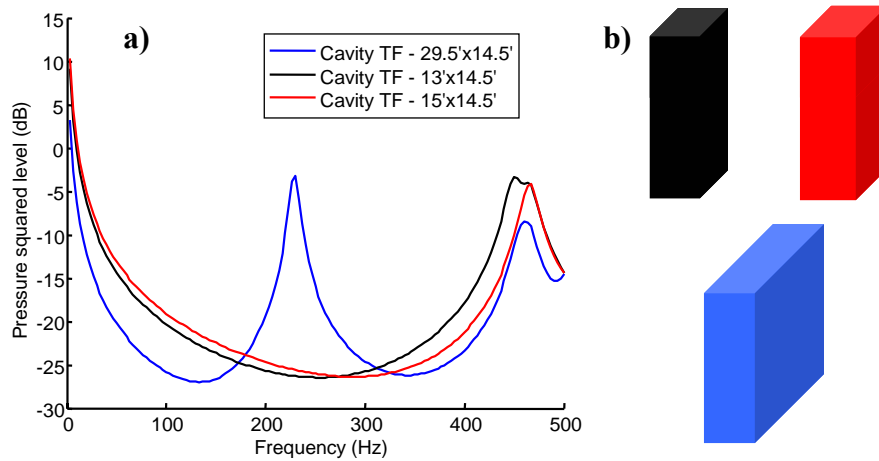 a)
b)
Cavity TF - 29.5'x14.5'
Cavity TF - 13'x14.5'
Cavity TF - 15'x14.5'
Pressure squared level (dB)
15
10
5
0
-5
-10
-15
-20
-25
-30
0 100 200 300 400 500
Frequency (Hz)